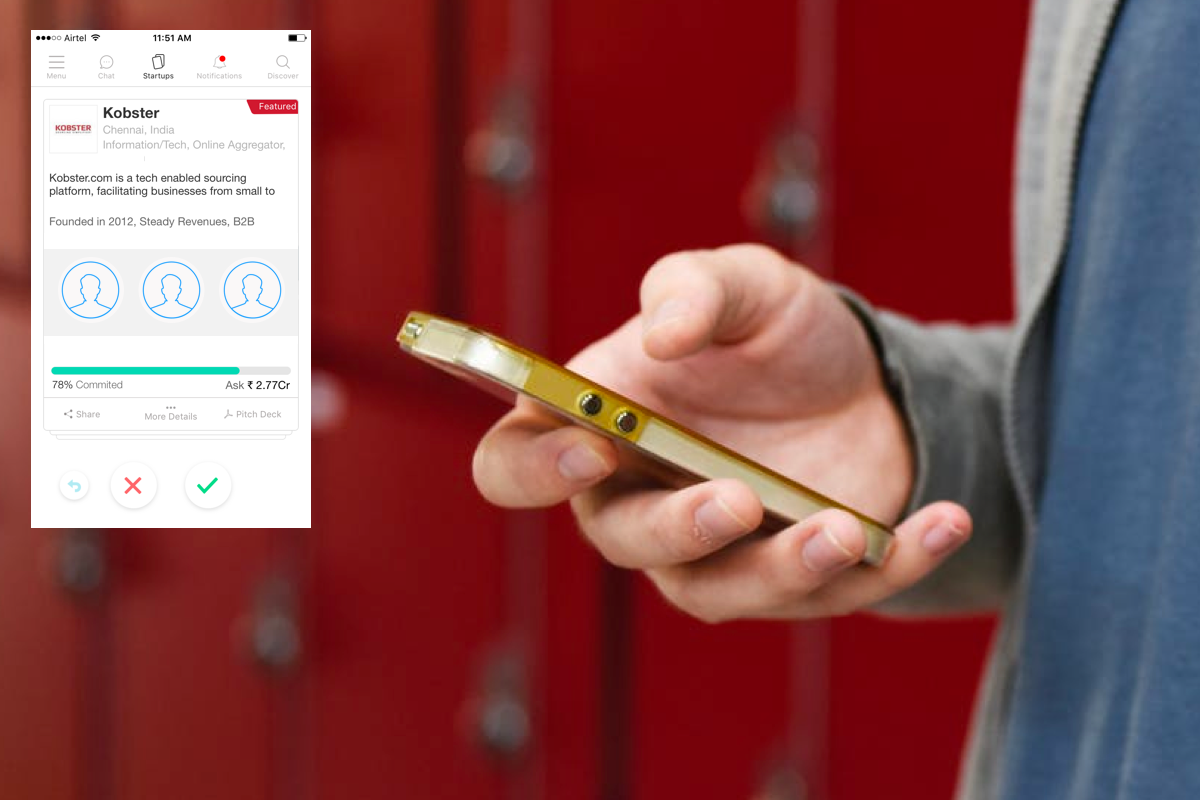 Airtel 11:51 AM
Menu Chat Startups Notifications Discover
Featured
KOBSTER
Kobster
Chennai, India
Information/Tech, Online Aggregator,
Kobster.com is a tech enabled sourcing
platform, facilitating businesses from small to
Founded in 2012, Steady Revenues, B2B
78% Commited Ask ₹ 2.77Cr
Share More Details Pitch Deck